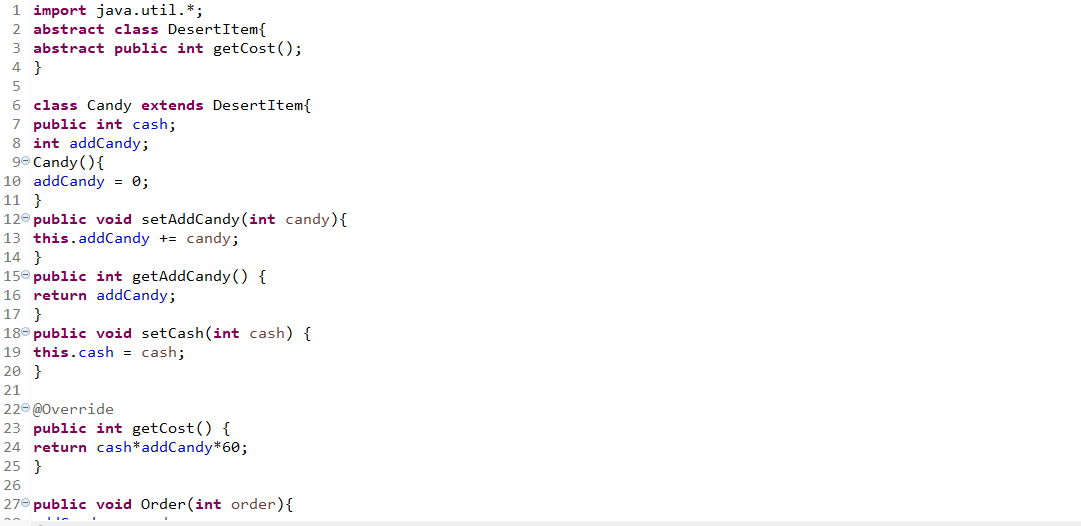 1 import java.util.*;
2 abstract class DesertItem{
3 abstract public int getCost();
4 }
5
6 class Candy extends DesertItem{
7 public int cash;
8 int addCandy;
9 Candy(){
10 addCandy = 0;
11 }
12 public void setAddCandy(int candy){
13 this.addCandy += candy;
14 }
15 public int getAddCandy() {
16 return addCandy;
17 }
18 public void setCash(int cash) {
19 this.cash = cash;
20 }
21
22 @Override
23 public int getCost() {
24 return cash*addCandy*60;
25 }
26
27 public void Order(int order){